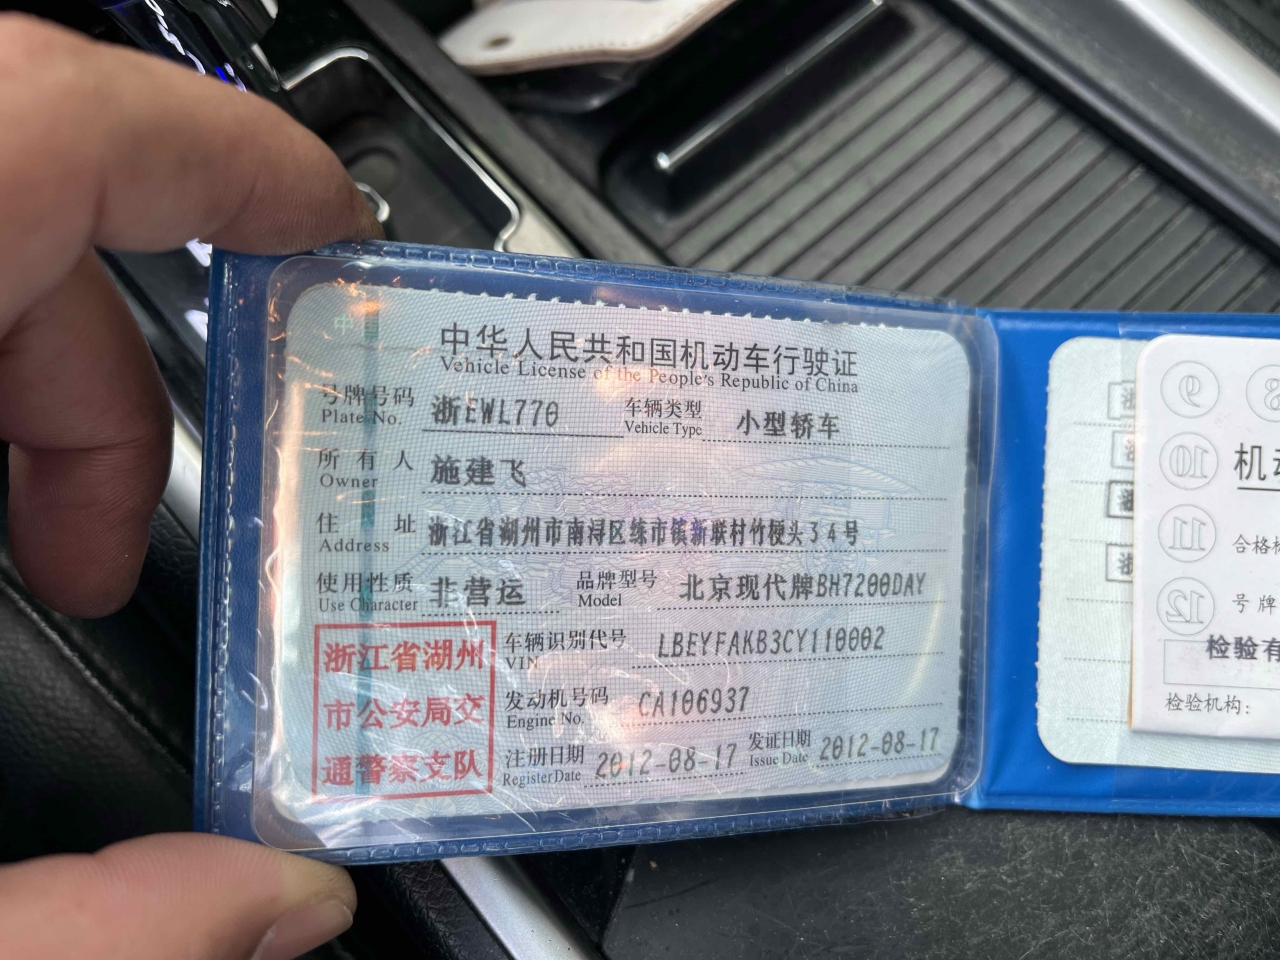 中华人民共和国机动车行驶证
Vehicle License of the People's Republic of China
号牌号码 浙EWL770 车辆类型 小型轿车
Plate No. Vehicle Type
所有人 施建飞
Owner
住址 浙江省湖州市南浔区练市镇新联村竹梗头34号
Address
使用性质 非营运 品牌型号 北京现代牌BH7200DAY
Use Character Model
浙江省湖州
市公安局交
通警察支队
车辆识别代号 LBEYFAKB3CY110002
VIN
发动机号码 CA106937
Engine No.
注册日期 2012-08-17 发证日期 2012-08-17
Register Date Issue Date
9
10
11
12
机动
合格
号牌
检验有
检验机构: